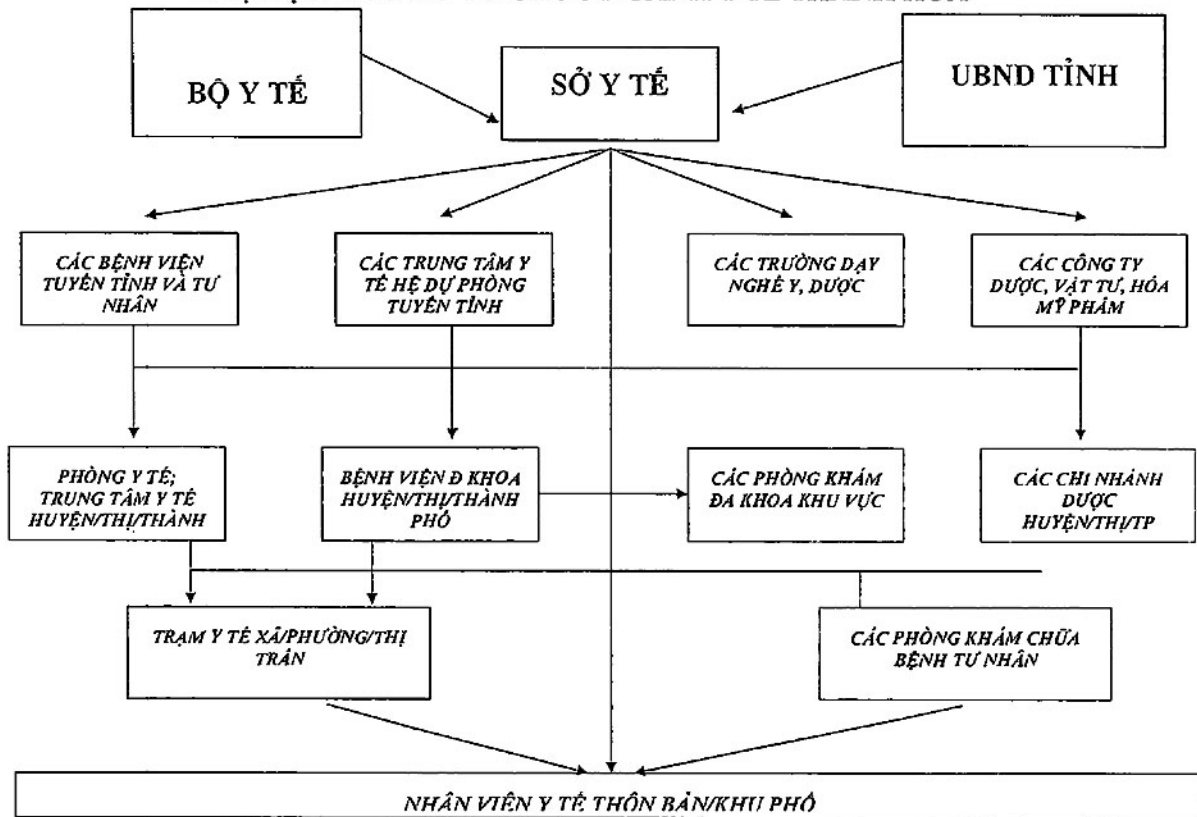 BỘ Y TẾ
SỞ Y TẾ
UBND TỈNH
CÁC BỆNH VIỆN
TUYẾN TỈNH VÀ TƯ
NHÂN
CÁC TRUNG TÂM Y
TẾ HỆ DỰ PHÒNG
TUYẾN TỈNH
CÁC TRƯỜNG DẠY
NGHỀ Y, DƯỢC
CÁC CÔNG TY
DƯỢC, VẬT TƯ, HÓA
MỸ PHẨM
PHÒNG Y TẾ;
TRUNG TÂM Y TẾ
HUYỆN/THỊ/THÀNH
BỆNH VIỆN Đ KHOA
HUYỆN/THỊ/THÀNH
PHỐ
CÁC PHÒNG KHÁM
ĐA KHOA KHU VỰC
CÁC CHI NHÁNH
DƯỢC
HUYỆN/THỊ/TP
TRẠM Y TẾ XÃ/PHƯỜNG/THỊ
TRẤN
CÁC PHÒNG KHÁM CHỮA
BỆNH TƯ NHÂN
NHÂN VIÊN Y TẾ THÔN BẢN/KHU PHỐ